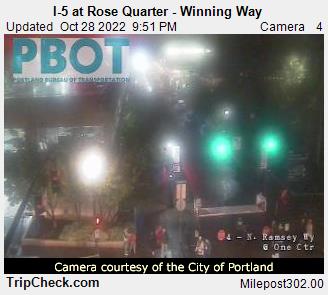 I-5 at Rose Quarter - Winning Way
Updated Oct 28 2022 9:51 PM Camera 4
PBOT
PORTLAND BUREAU OF TRANSPORTATION
4 - N. Ramsey Wy
@ One Ctr
Camera courtesy of the City of Portland
TripCheck.com Milepost302.00